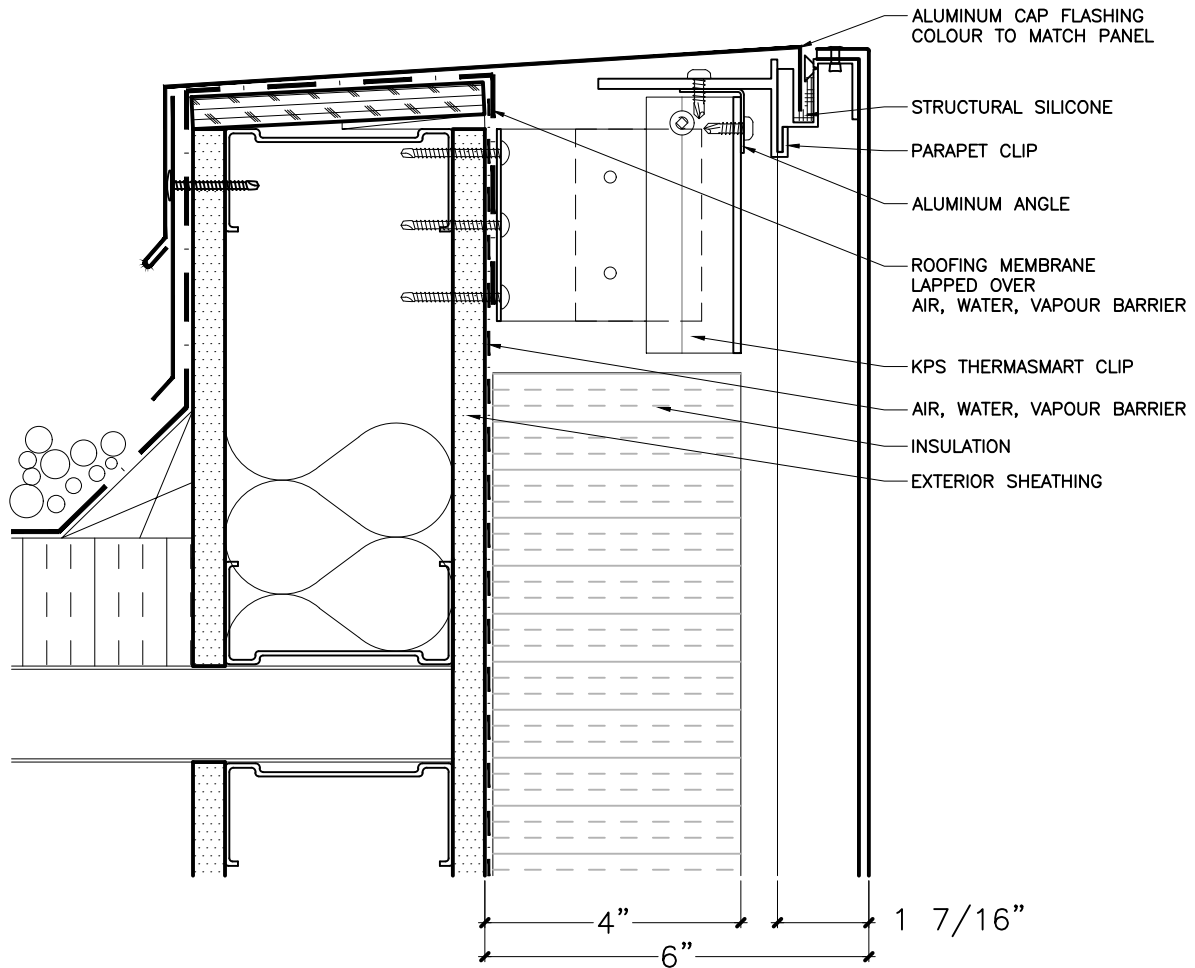 ALUMINUM CAP FLASHING
COLOUR TO MATCH PANEL
STRUCTURAL SILICONE
PARAPET CLIP
ALUMINUM ANGLE
ROOFING MEMBRANE
LAPPED OVER
AIR, WATER, VAPOUR BARRIER
KPS THERMASMART CLIP
AIR, WATER, VAPOUR BARRIER
INSULATION
EXTERIOR SHEATHING
4”
1 7/16”
6”